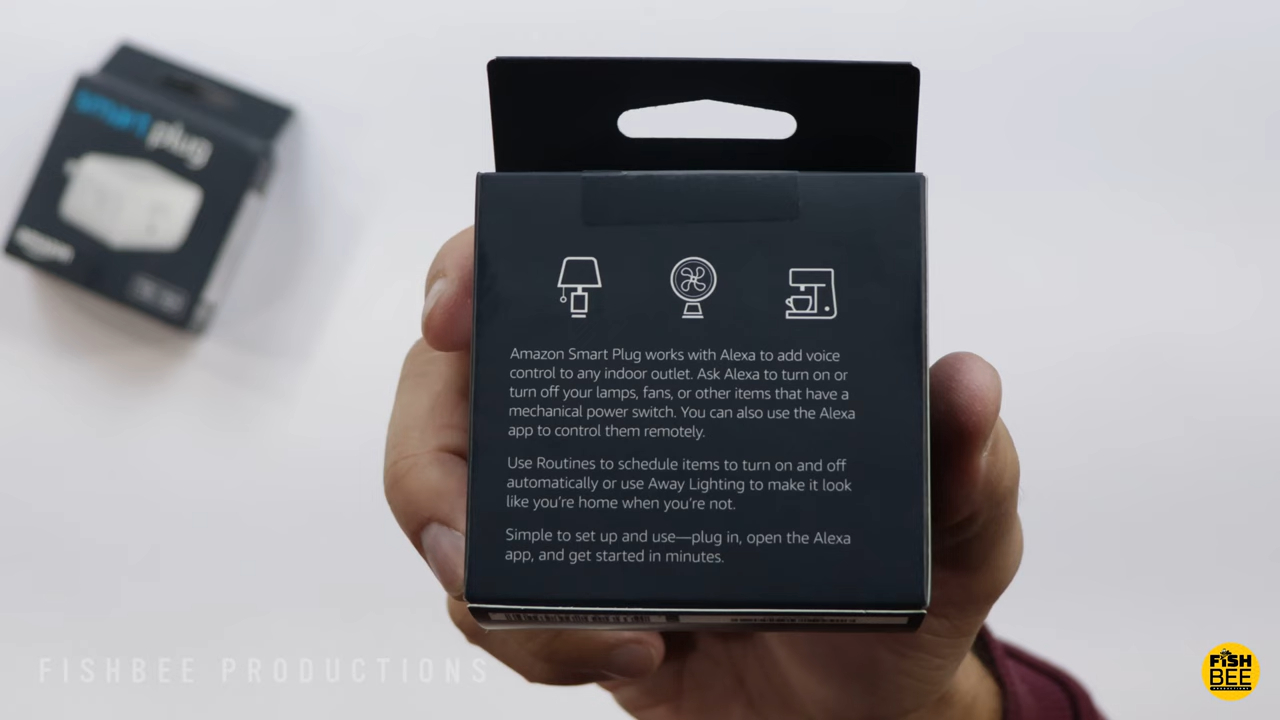 smart plug
amazon
Amazon Smart Plug works with Alexa to add voice
control to any indoor outlet. Ask Alexa to turn on or
turn off your lamps, fans, or other items that have a
mechanical power switch. You can also use the Alexa
app to control them remotely.
Use Routines to schedule items to turn on and off
automatically or use Away Lighting to make it look
like you’re home when you’re not.
Simple to set up and use—plug in, open the Alexa
app, and get started in minutes.
FISHBEE PRODUCTIONS
FISH
BEE
PRODUCTIONS